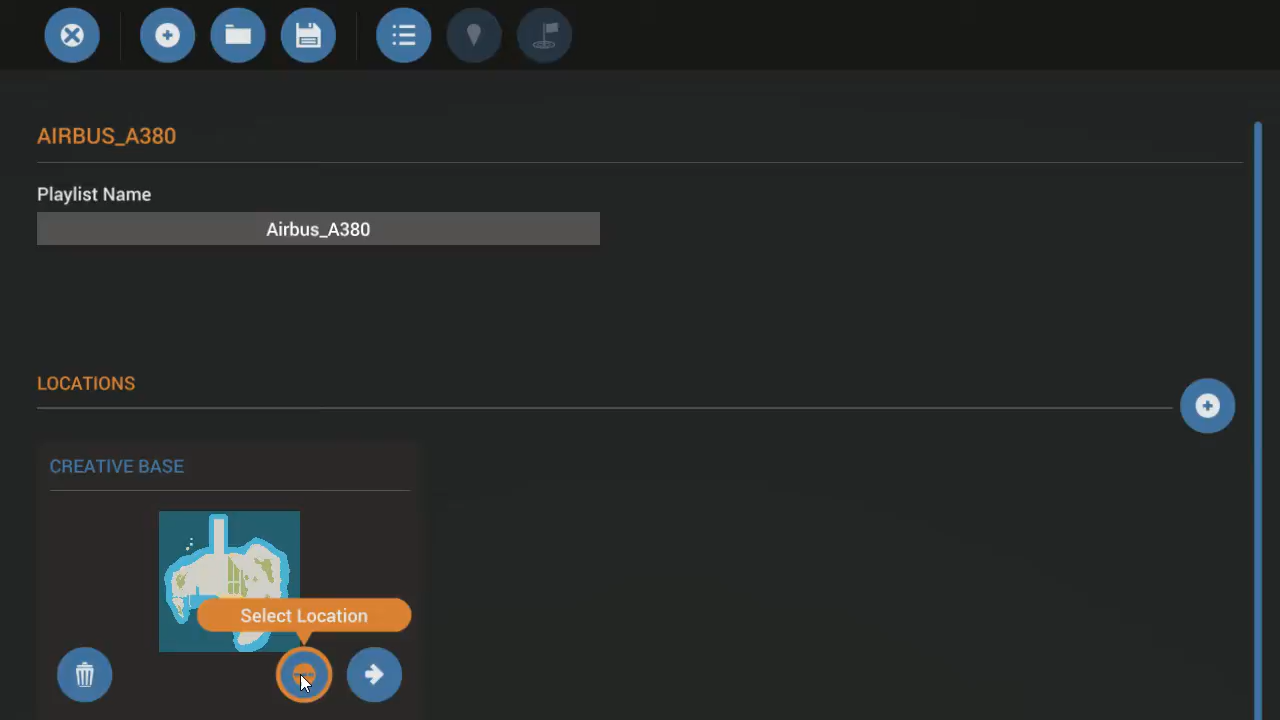 AIRBUS_A380
Playlist Name
Airbus_A380
LOCATIONS
CREATIVE BASE
Select Location